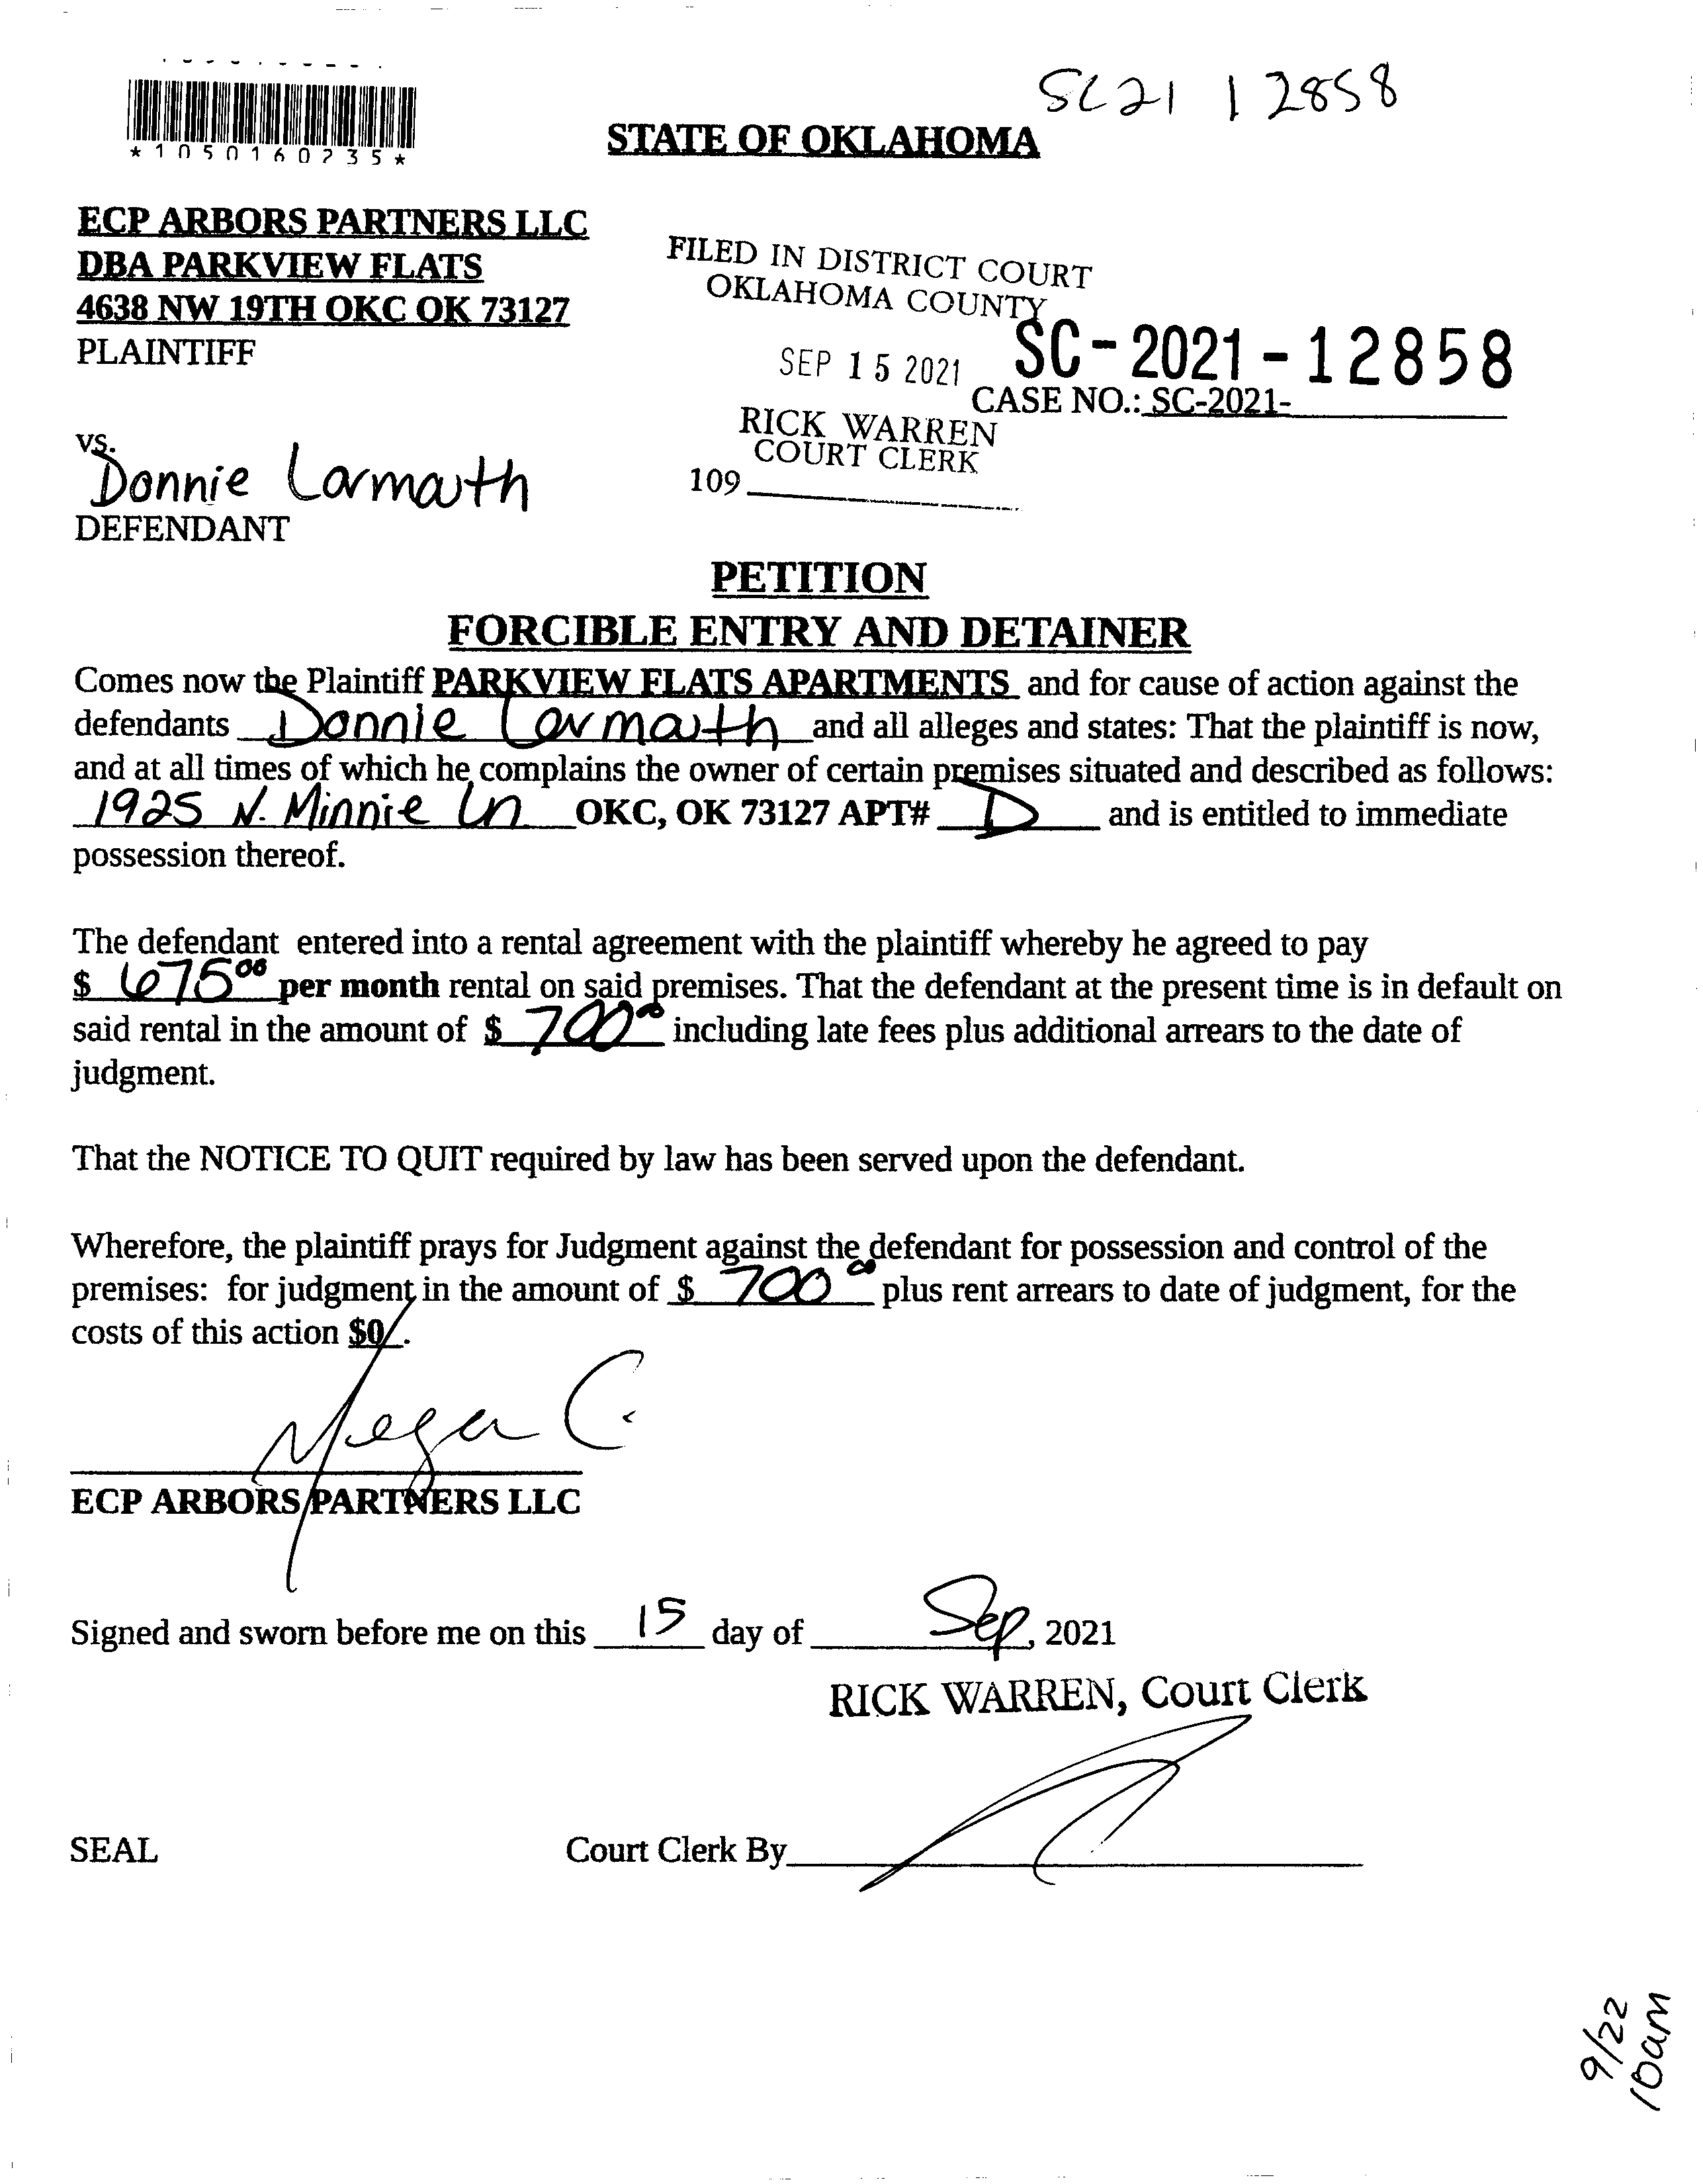 SC21 12858
*1050160235*
STATE OF OKLAHOMA
ECP ARBORS PARTNERS LLC
DBA PARKVIEW FLATS
4638 NW 19TH OKC OK 73127
PLAINTIFF
FILED IN DISTRICT COURT
OKLAHOMA COUNTY
SEP 15 2021
SC-2021-12858
CASE NO.: SC-2021-
RICK WARREN
COURT CLERK
109
vs.
Donnie Larmouth
DEFENDANT
PETITION
FORCIBLE ENTRY AND DETAINER
Comes now the Plaintiff PARKVIEW FLATS APARTMENTS and for cause of action against the
defendants Donnie Larmouth and all alleges and states: That the plaintiff is now,
and at all times of which he complains the owner of certain premises situated and described as follows:
1925 N. Minnie Ln OKC, OK 73127 APT# D and is entitled to immediate
possession thereof.
The defendant entered into a rental agreement with the plaintiff whereby he agreed to pay
$ 675.00 per month rental on said premises. That the defendant at the present time is in default on
said rental in the amount of $ 700.00 including late fees plus additional arrears to the date of
judgment.
That the NOTICE TO QUIT required by law has been served upon the defendant.
Wherefore, the plaintiff prays for Judgment against the defendant for possession and control of the
premises: for judgment in the amount of $ 700.00 plus rent arrears to date of judgment, for the
costs of this action $0 .
Megan C.
ECP ARBORS PARTNERS LLC
Signed and sworn before me on this 15 day of Sep, 2021
RICK WARREN, Court Clerk
SEAL
Court Clerk By
9/22
10am